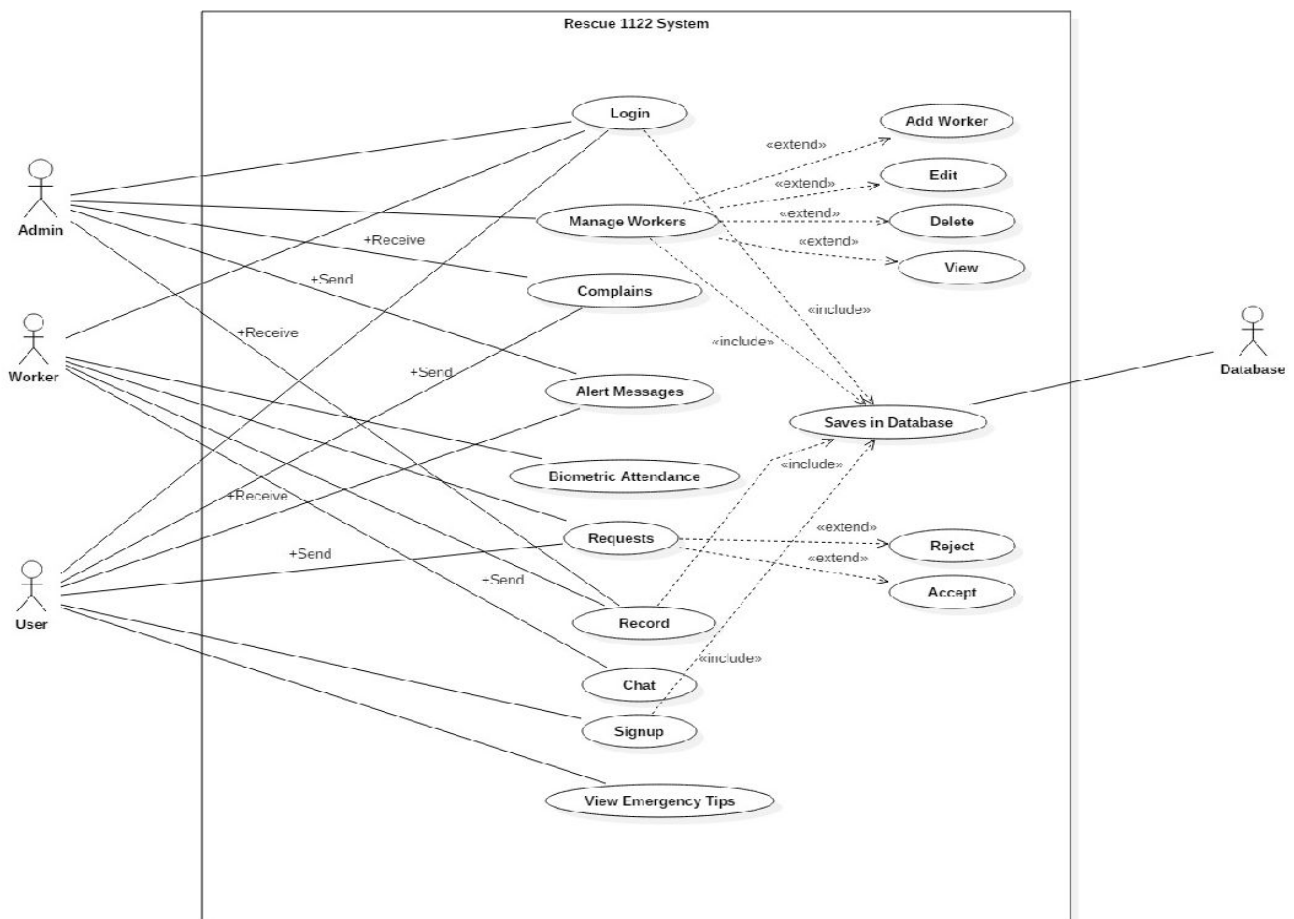 Rescue 1122 System
Login
Add Worker
«extend»
Edit
«extend»
Admin
Manage Workers
«extend»
Delete
+Receive
«extend»
View
+Send
Complains
«include»
+Receive
«include»
Worker
Database
+Send
Alert Messages
Saves in Database
«include»
Biometric Attendance
+Receive
«extend»
Requests
Reject
+Send
«extend»
+Send
Accept
User
Record
«include»
Chat
Signup
View Emergency Tips